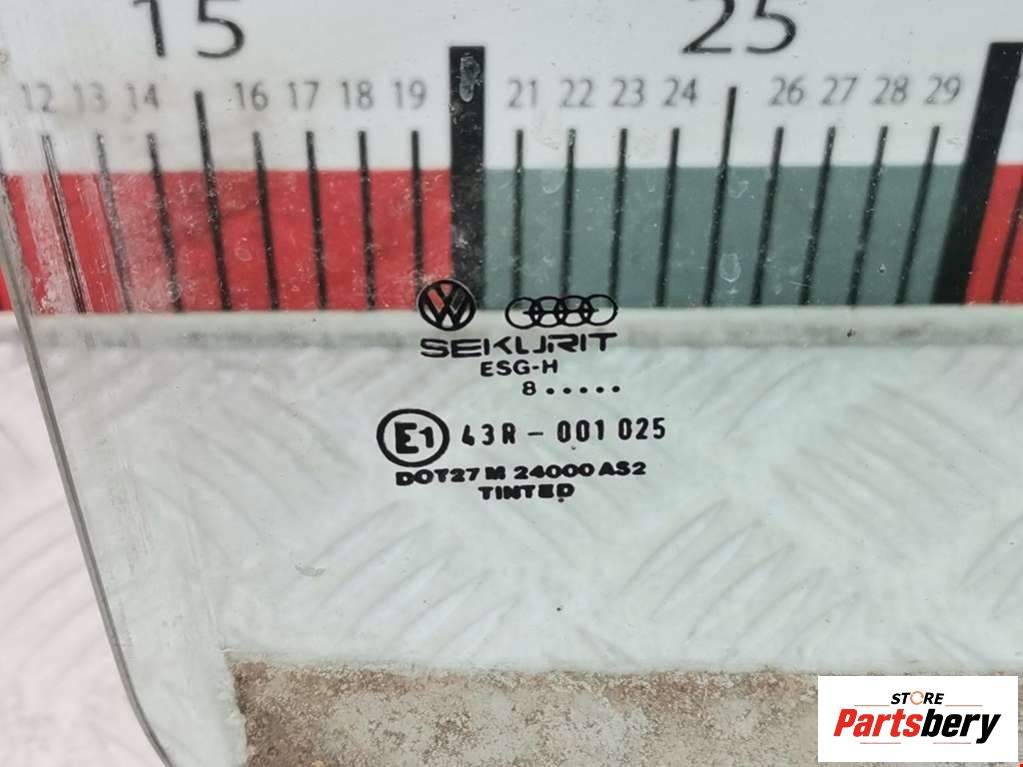 15 25
12 13 14 16 17 18 19 21 22 23 24 26 27 28 29
SEKURIT
ESG-H
8.....
E1 43R - 001 025
DOT27 M 24000 AS2
TINTED
STORE
Partsbery